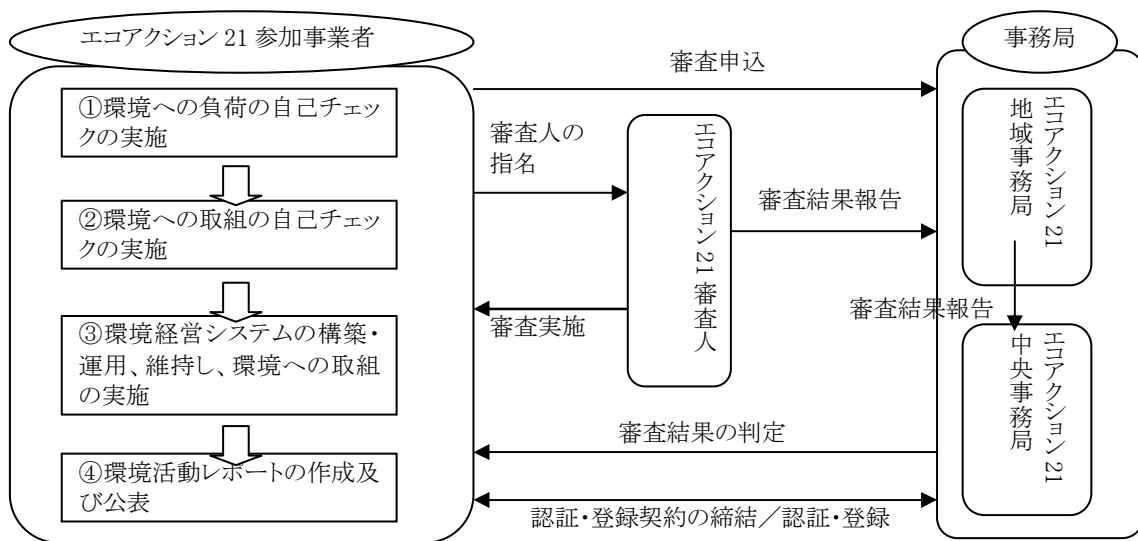 エコアクション 21 参加事業者
①環境への負荷の自己チェッ
クの実施
②環境への取組の自己チェッ
クの実施
③環境経営システムの構築・
運用、維持し、環境への取組
の実施
④環境活動レポートの作成及
び公表
審査申込
審査人の
指名
審査実施
エコアクション 21 審査人
審査結果報告
審査結果の判定
認証・登録契約の締結／認証・登録
事務局
エコアクション 21
地域事務局
審査結果報告
エコアクション 21
中央事務局